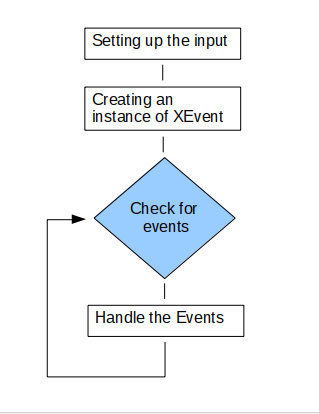 Setting up the input
Creating an
instance of XEvent
Check for
events
Handle the Events